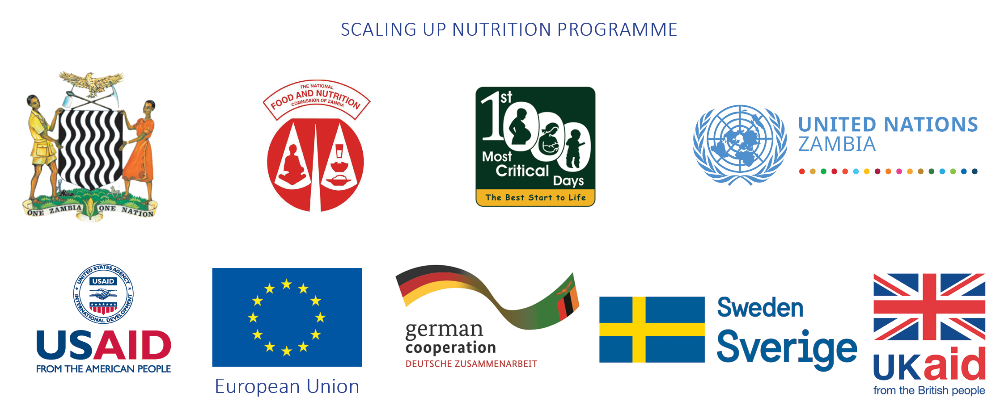 SCALING UP NUTRITION PROGRAMME
ONE ZAMBIA ONE NATION
THE NATIONAL
FOOD AND NUTRITION
COMMISSION OF ZAMBIA
1st
1000
Most
Critical
Days
The Best Start to Life
UNITED NATIONS
ZAMBIA
UNITED STATES AGENCY
USAID
INTERNATIONAL DEVELOPMENT
USAID
FROM THE AMERICAN PEOPLE
European Union
german
cooperation
DEUTSCHE ZUSAMMENARBEIT
Sweden
Sverige
UKaid
from the British people